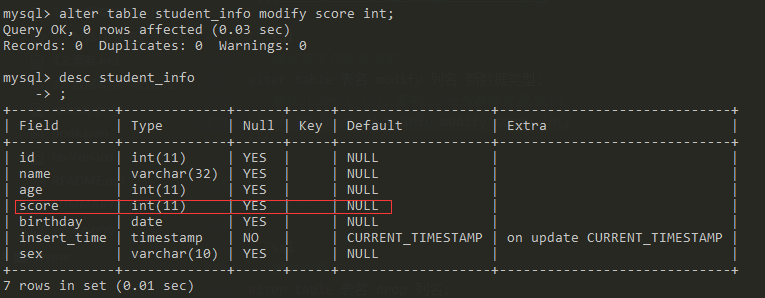 mysql> alter table student_info modify score int;
Query OK, 0 rows affected (0.03 sec)
Records: 0  Duplicates: 0  Warnings: 0

mysql> desc student_info
    -> ;
+-------------+-------------+------+-----+-------------------+-----------------------------+
| Field       | Type        | Null | Key | Default           | Extra                       |
+-------------+-------------+------+-----+-------------------+-----------------------------+
| id          | int(11)     | YES  |     | NULL              |                             |
| name        | varchar(32) | YES  |     | NULL              |                             |
| age         | int(11)     | YES  |     | NULL              |                             |
| score       | int(11)     | YES  |     | NULL              |                             |
| birthday    | date        | YES  |     | NULL              |                             |
| insert_time | timestamp   | NO   |     | CURRENT_TIMESTAMP | on update CURRENT_TIMESTAMP |
| sex         | varchar(10) | YES  |     | NULL              |                             |
+-------------+-------------+------+-----+-------------------+-----------------------------+
7 rows in set (0.01 sec)